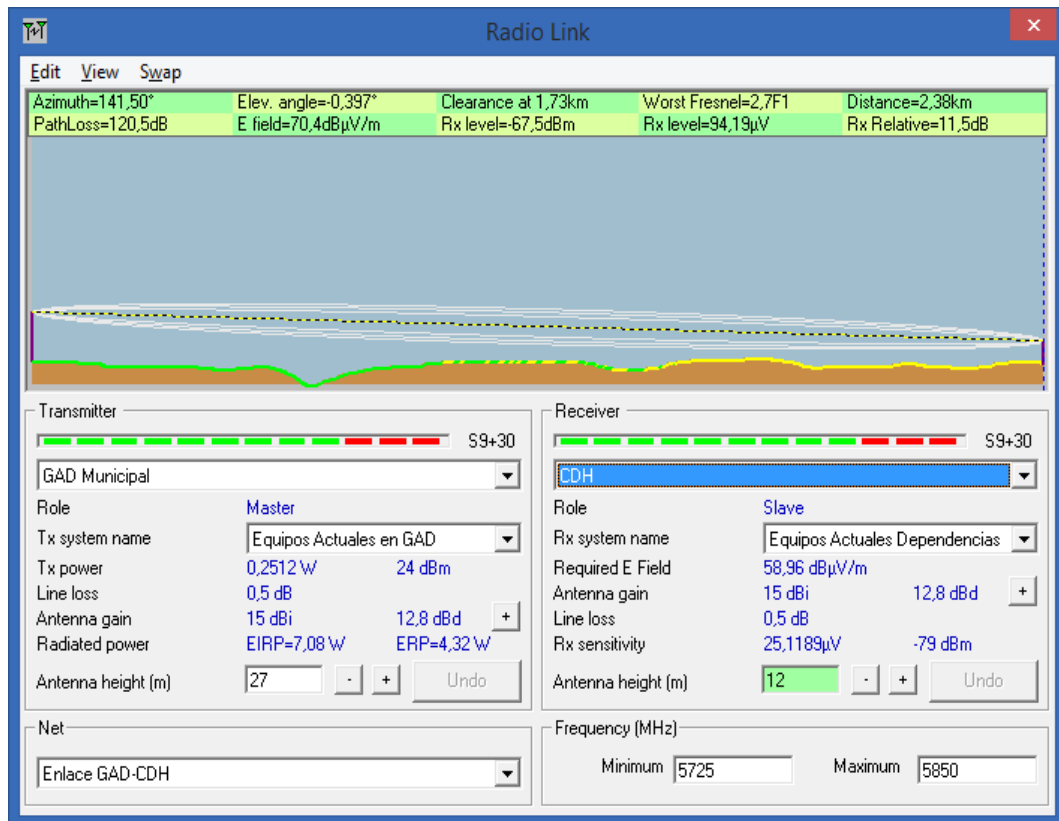 Radio Link
Edit View Swap
Azimuth=141,50° Elev. angle=-0,397° Clearance at 1,73km Worst Fresnel=2,7F1 Distance=2,38km
PathLoss=120,5dB E field=70,4dBµV/m Rx level=-67,5dBm Rx level=94,19µV Rx Relative=11,5dB
Transmitter
S9+30
GAD Municipal
Role Master
Tx system name Equipos Actuales en GAD
Tx power 0,2512 W 24 dBm
Line loss 0,5 dB
Antenna gain 15 dBi 12,8 dBd +
Radiated power EIRP=7,08 W ERP=4,32 W
Antenna height (m) 27 - + Undo
Net
Enlace GAD-CDH
Receiver
S9+30
CDH
Role Slave
Rx system name Equipos Actuales Dependencias
Required E Field 58,96 dBµV/m
Antenna gain 15 dBi 12,8 dBd +
Line loss 0,5 dB
Rx sensitivity 25,1189µV -79 dBm
Antenna height (m) 12 - + Undo
Frequency (MHz)
Minimum 5725 Maximum 5850